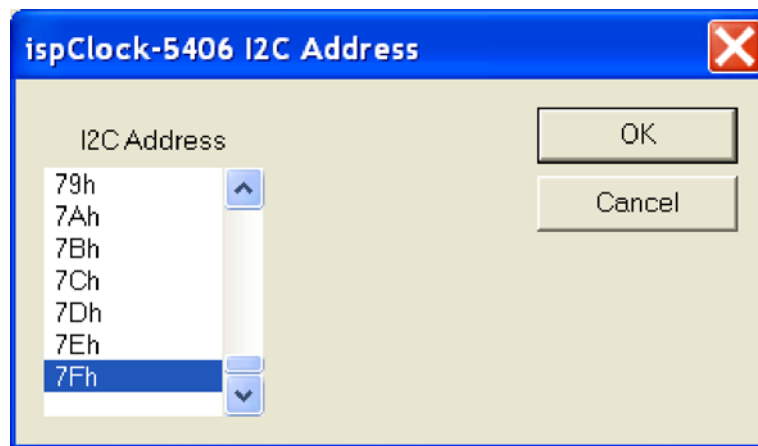 ispClock-5406 I2C Address
I2C Address
79h
7Ah
7Bh
7Ch
7Dh
7Eh
7Fh
OK
Cancel